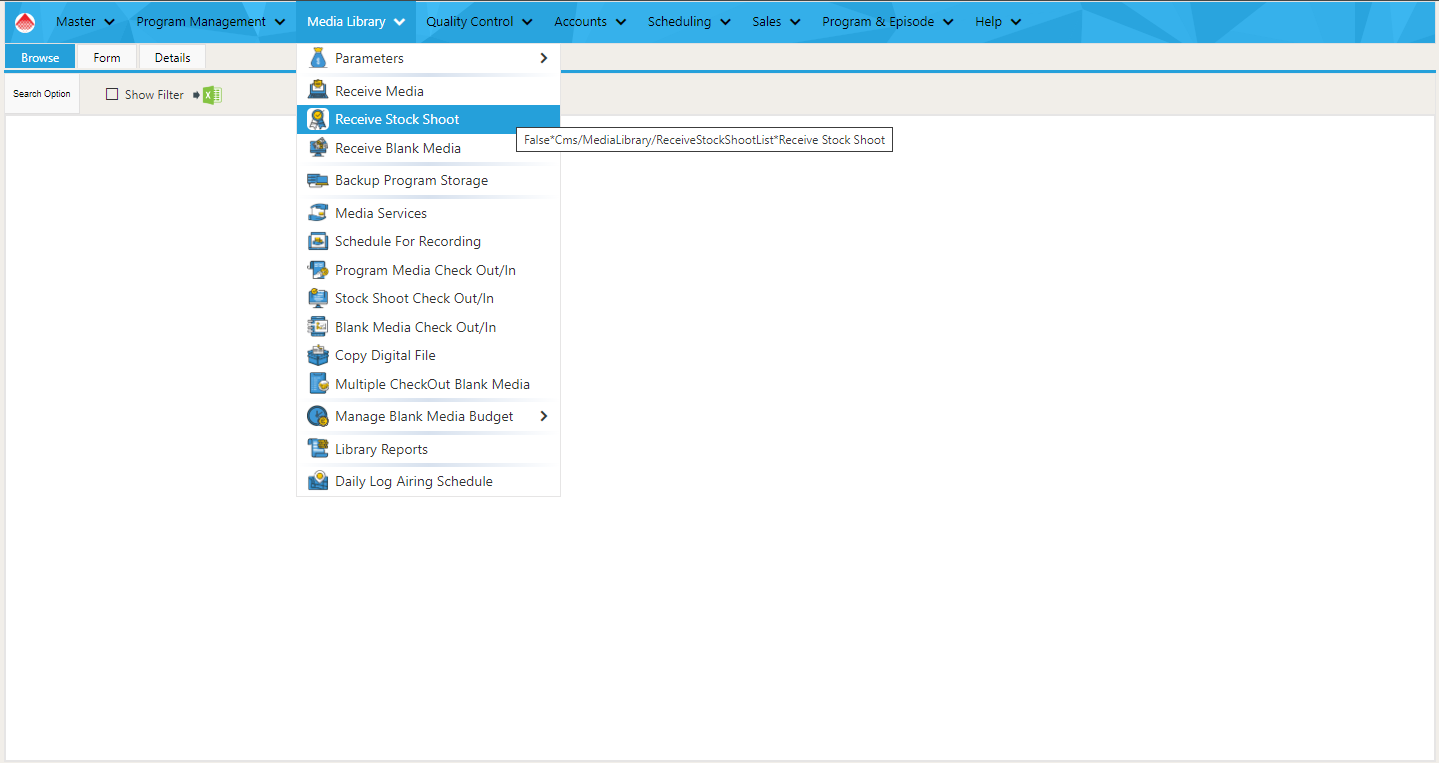 Master Program Management Media Library Quality Control Accounts Scheduling Sales Program & Episode Help
Browse Form Details
Search Option
Show Filter
Parameters
Receive Media
Receive Stock Shoot
False*Cms/MediaLibrary/ReceiveStockShootList*Receive Stock Shoot
Receive Blank Media
Backup Program Storage
Media Services
Schedule For Recording
Program Media Check Out/In
Stock Shoot Check Out/In
Blank Media Check Out/In
Copy Digital File
Multiple CheckOut Blank Media
Manage Blank Media Budget
Library Reports
Daily Log Airing Schedule